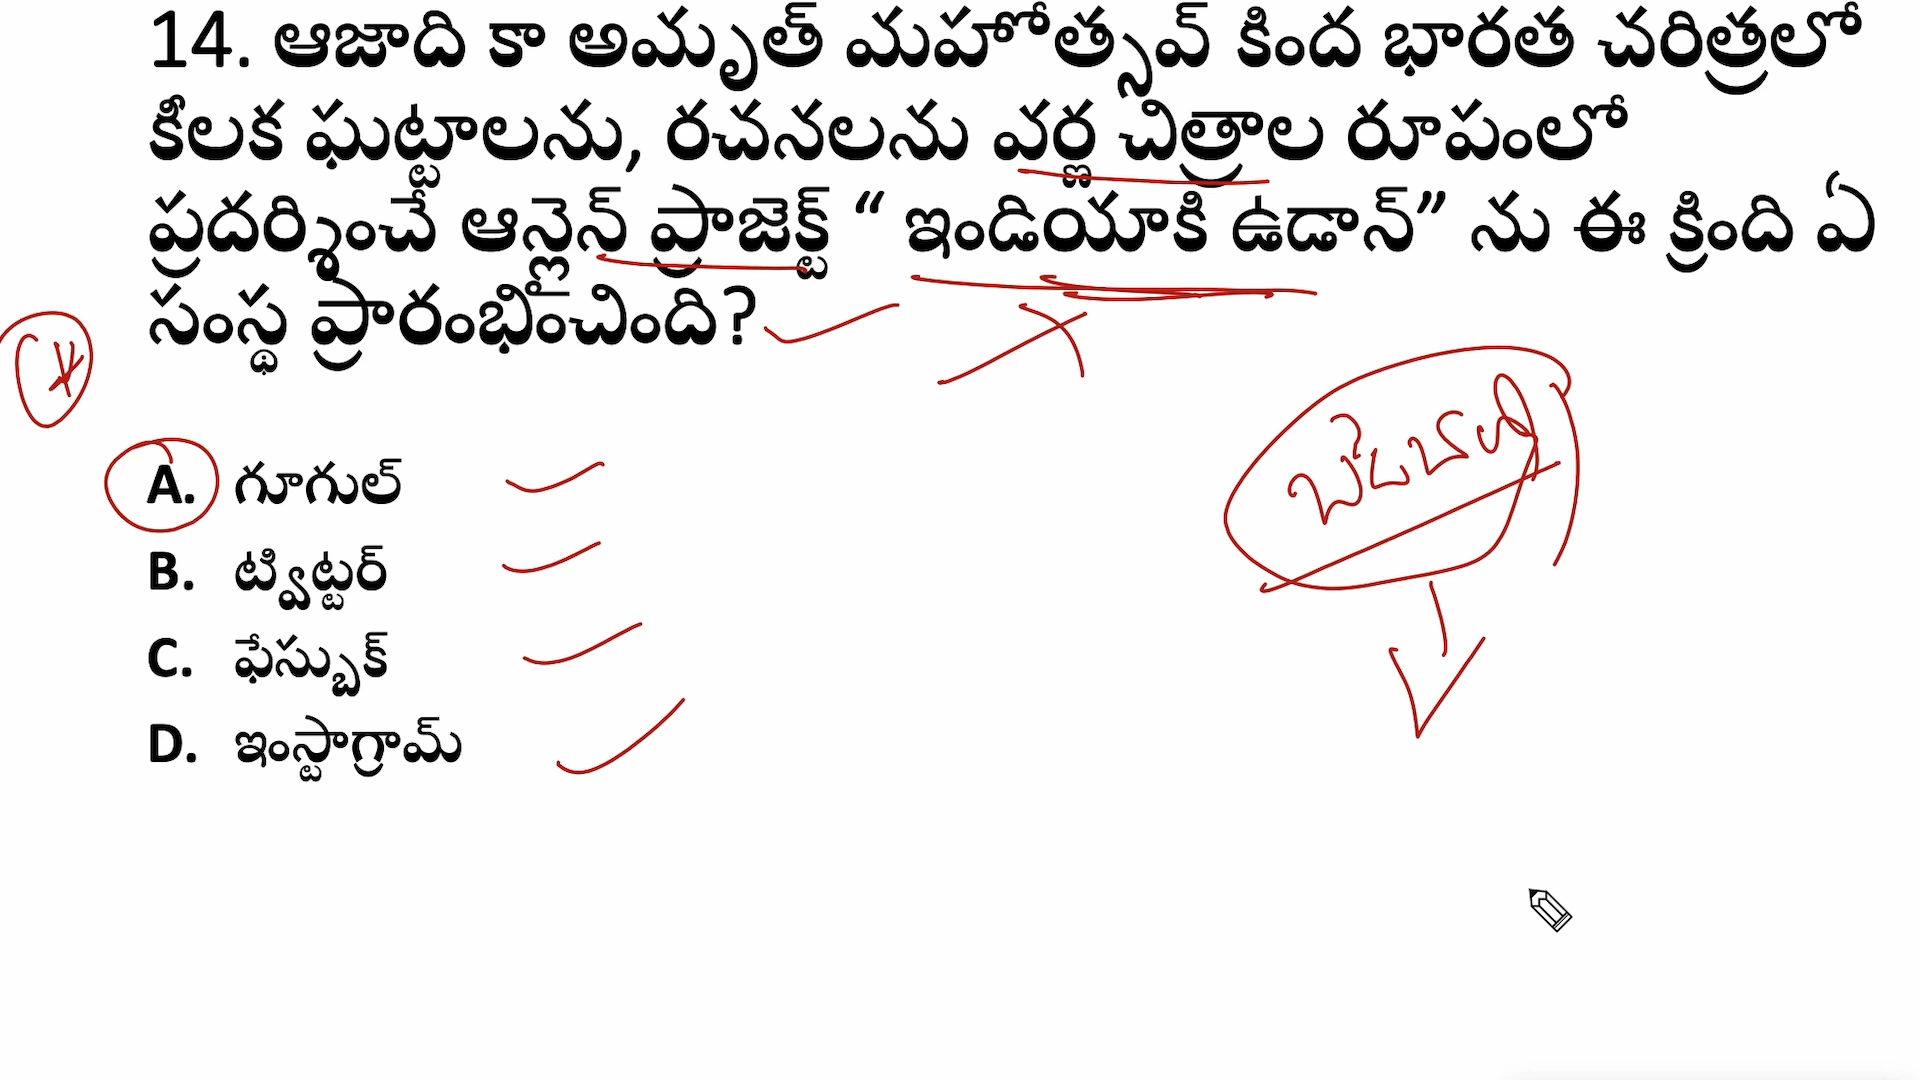 14. ఆజాది కా అమృత్ మహోత్సవ్ కింద భారత చరిత్రలో
కీలక ఘట్టాలను, రచనలను వర్ణ చిత్రాల రూపంలో
ప్రదర్శించే ఆన్లైన్ ప్రాజెక్ట్ “ ఇండియాకి ఉడాన్” ను ఈ క్రింది ఏ
సంస్థ ప్రారంభించింది?
A. గూగుల్
B. ట్విట్టర్
C. ఫేస్బుక్
D. ఇంస్టాగ్రామ్